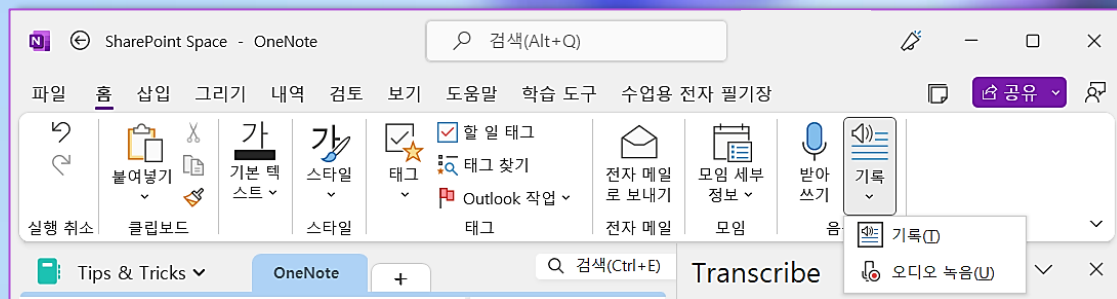 SharePoint Space - OneNote
검색(Alt+Q)
파일 홈 삽입 그리기 내역 검토 보기 도움말 학습 도구 수업용 전자 필기장
공유
붙여넣기
가
기본 텍
스트
가
스타일
태그
할 일 태그
태그 찾기
Outlook 작업
전자 메일
로 보내기
모임 세부
정보
받아
쓰기
기록
실행 취소 클립보드 스타일 태그 전자 메일 모임
기록(T)
오디오 녹음(U)
Tips & Tricks
OneNote
+
검색(Ctrl+E)
Transcribe